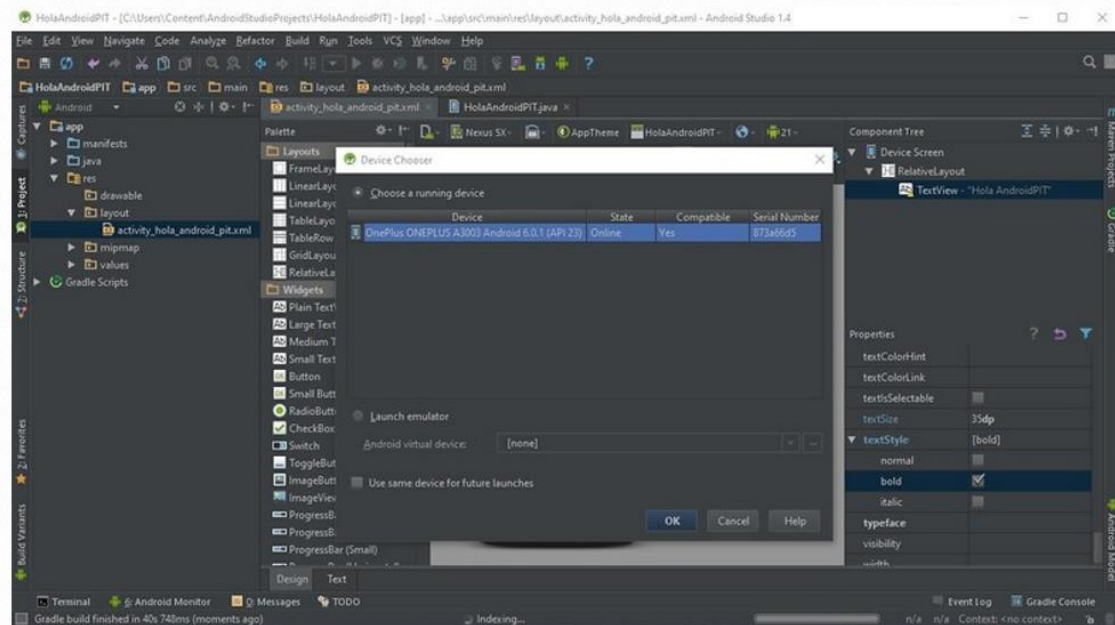 HolaAndroidPIT - [C:\Users\Content\AndroidStudioProjects\HolaAndroidPIT] - [app] - ...\app\src\main\res\layout\activity_hola_android_pit.xml - Android Studio 1.4
File Edit View Navigate Code Analyze Refactor Build Run Tools VCS Window Help
HolaAndroidPIT app src main res layout activity_hola_android_pit.xml
Android
activity_hola_android_pit.xml HolaAndroidPIT.java
Captures
1: Project
2: Structure
2: Favorites
Build Variants
app
manifests
java
res
drawable
layout
activity_hola_android_pit.xml
mipmap
values
Gradle Scripts
Palette
Nexus 5X AppTheme HolaAndroidPIT 21
Layouts
FrameLay
LinearLayo
LinearLayo
TableLayo
TableRow
GridLayou
RelativeLa
Widgets
Plain Text
Large Text
Medium T
Small Text
Button
Small Butt
RadioButt
CheckBox
Switch
ToggleBut
ImageButt
ImageView
ProgressBa
ProgressB
ProgressBar (Small)
Design Text
Device Chooser
Choose a running device
Device State Compatible Serial Number
OnePlus ONEPLUS A3003 Android 6.0.1 (API 23) Online Yes 873a66d5
Launch emulator
Android virtual device: [none]
Use same device for future launches
OK Cancel Help
Component Tree
Device Screen
RelativeLayout
TextView - "Hola AndroidPIT"
Properties
textColorHint
textColorLink
textIsSelectable
textSize 35dp
textStyle [bold]
normal
bold
italic
typeface
visibility
width
Maven Projects
Gradle
Android Model
Terminal 6: Android Monitor 0: Messages TODO
Event Log Gradle Console
Gradle build finished in 40s 748ms (moments ago) Indexing... n/a n/a Context: <no context>